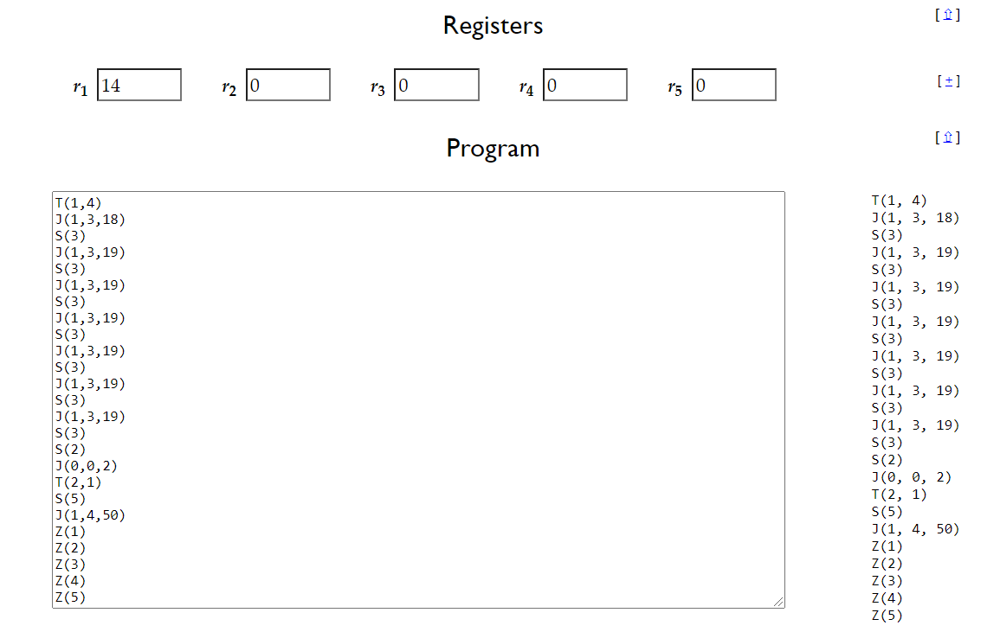 Registers [⇧]
r1 14 r2 0 r3 0 r4 0 r5 0 [±]
Program [⇧]
T(1,4)
J(1,3,18)
S(3)
J(1,3,19)
S(3)
J(1,3,19)
S(3)
J(1,3,19)
S(3)
J(1,3,19)
S(3)
J(1,3,19)
S(3)
J(1,3,19)
S(3)
S(2)
J(0,0,2)
T(2,1)
S(5)
J(1,4,50)
Z(1)
Z(2)
Z(3)
Z(4)
Z(5)
T(1, 4)
J(1, 3, 18)
S(3)
J(1, 3, 19)
S(3)
J(1, 3, 19)
S(3)
J(1, 3, 19)
S(3)
J(1, 3, 19)
S(3)
J(1, 3, 19)
S(3)
J(1, 3, 19)
S(3)
S(2)
J(0, 0, 2)
T(2, 1)
S(5)
J(1, 4, 50)
Z(1)
Z(2)
Z(3)
Z(4)
Z(5)